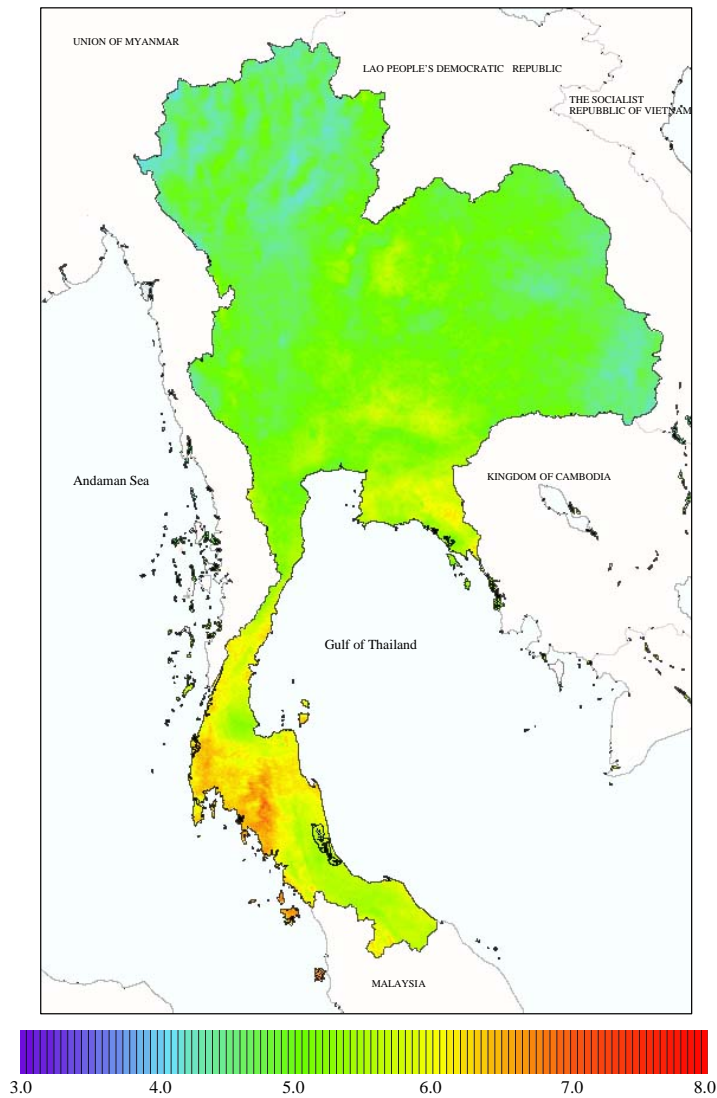 UNION OF MYANMAR
LAO PEOPLE'S DEMOCRATIC REPUBLIC
THE SOCIALIST
REPUBBLIC OF VIETNAM
Andaman Sea
KINGDOM OF CAMBODIA
Gulf of Thailand
MALAYSIA
3.0 4.0 5.0 6.0 7.0 8.0